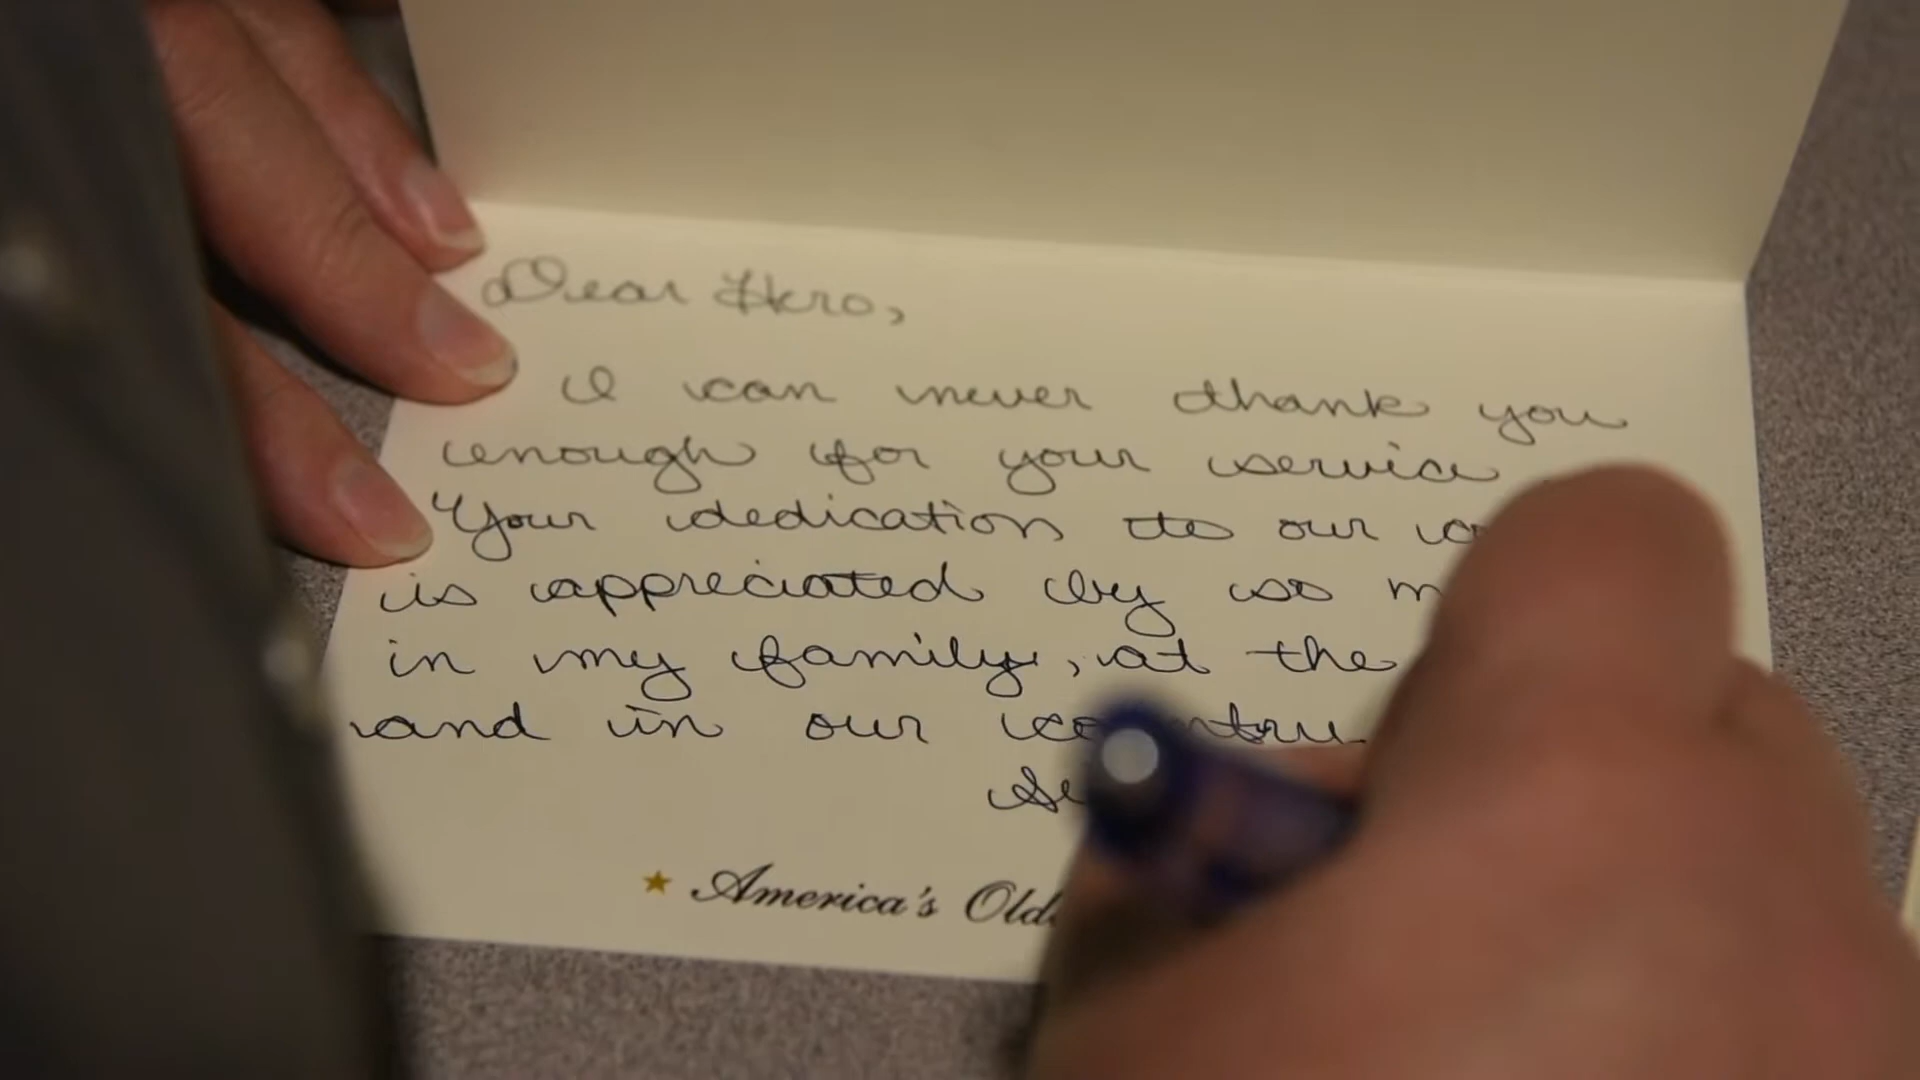 Dear Hero,
I can never thank you
enough for your service
Your dedication to our
is appreciated by so
in my family, at the
and in our
America's